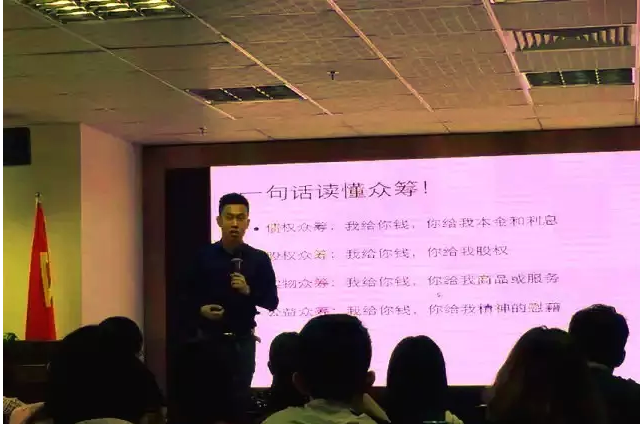 一句话读懂众筹!
• 债权众筹:我给你钱,你给我本金和利息
股权众筹:我给你钱,你给我股权
物众筹:我给你钱,你给我商品或服务
公益众筹:我给你钱,你给我精神的慰藉